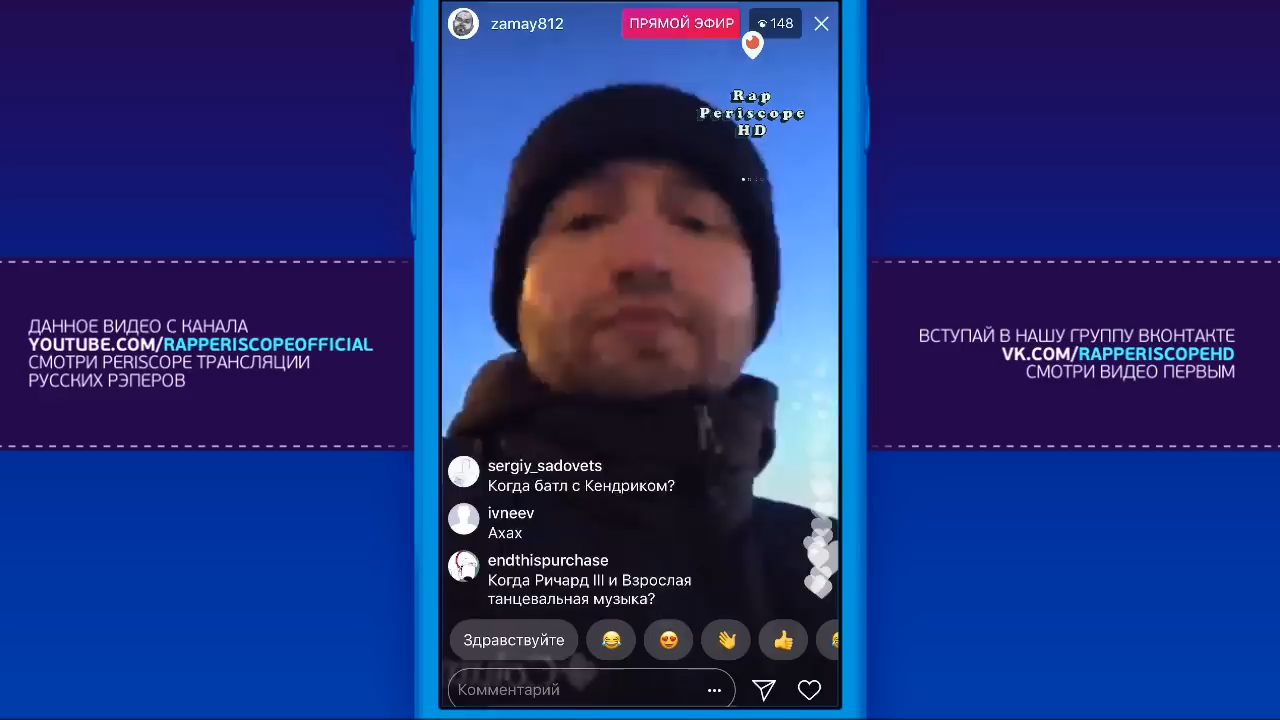 zamay812
ПРЯМОЙ ЭФИР
148
Rap
Periscope
HD
ДАННОЕ ВИДЕО С КАНАЛА
YOUTUBE.COM/RAPPERISCOPEOFFICIAL
СМОТРИ PERISCOPE ТРАНСЛЯЦИИ
РУССКИХ РЭПЕРОВ
ВСТУПАЙ В НАШУ ГРУППУ ВКОНТАКТЕ
VK.COM/RAPPERISCOPEHD
СМОТРИ ВИДЕО ПЕРВЫМ
sergiy_sadovets
Когда батл с Кендриком?
ivneev
Ахах
endthispurchase
Когда Ричард III и Взрослая
танцевальная музыка?
Здравствуйте
Комментарий